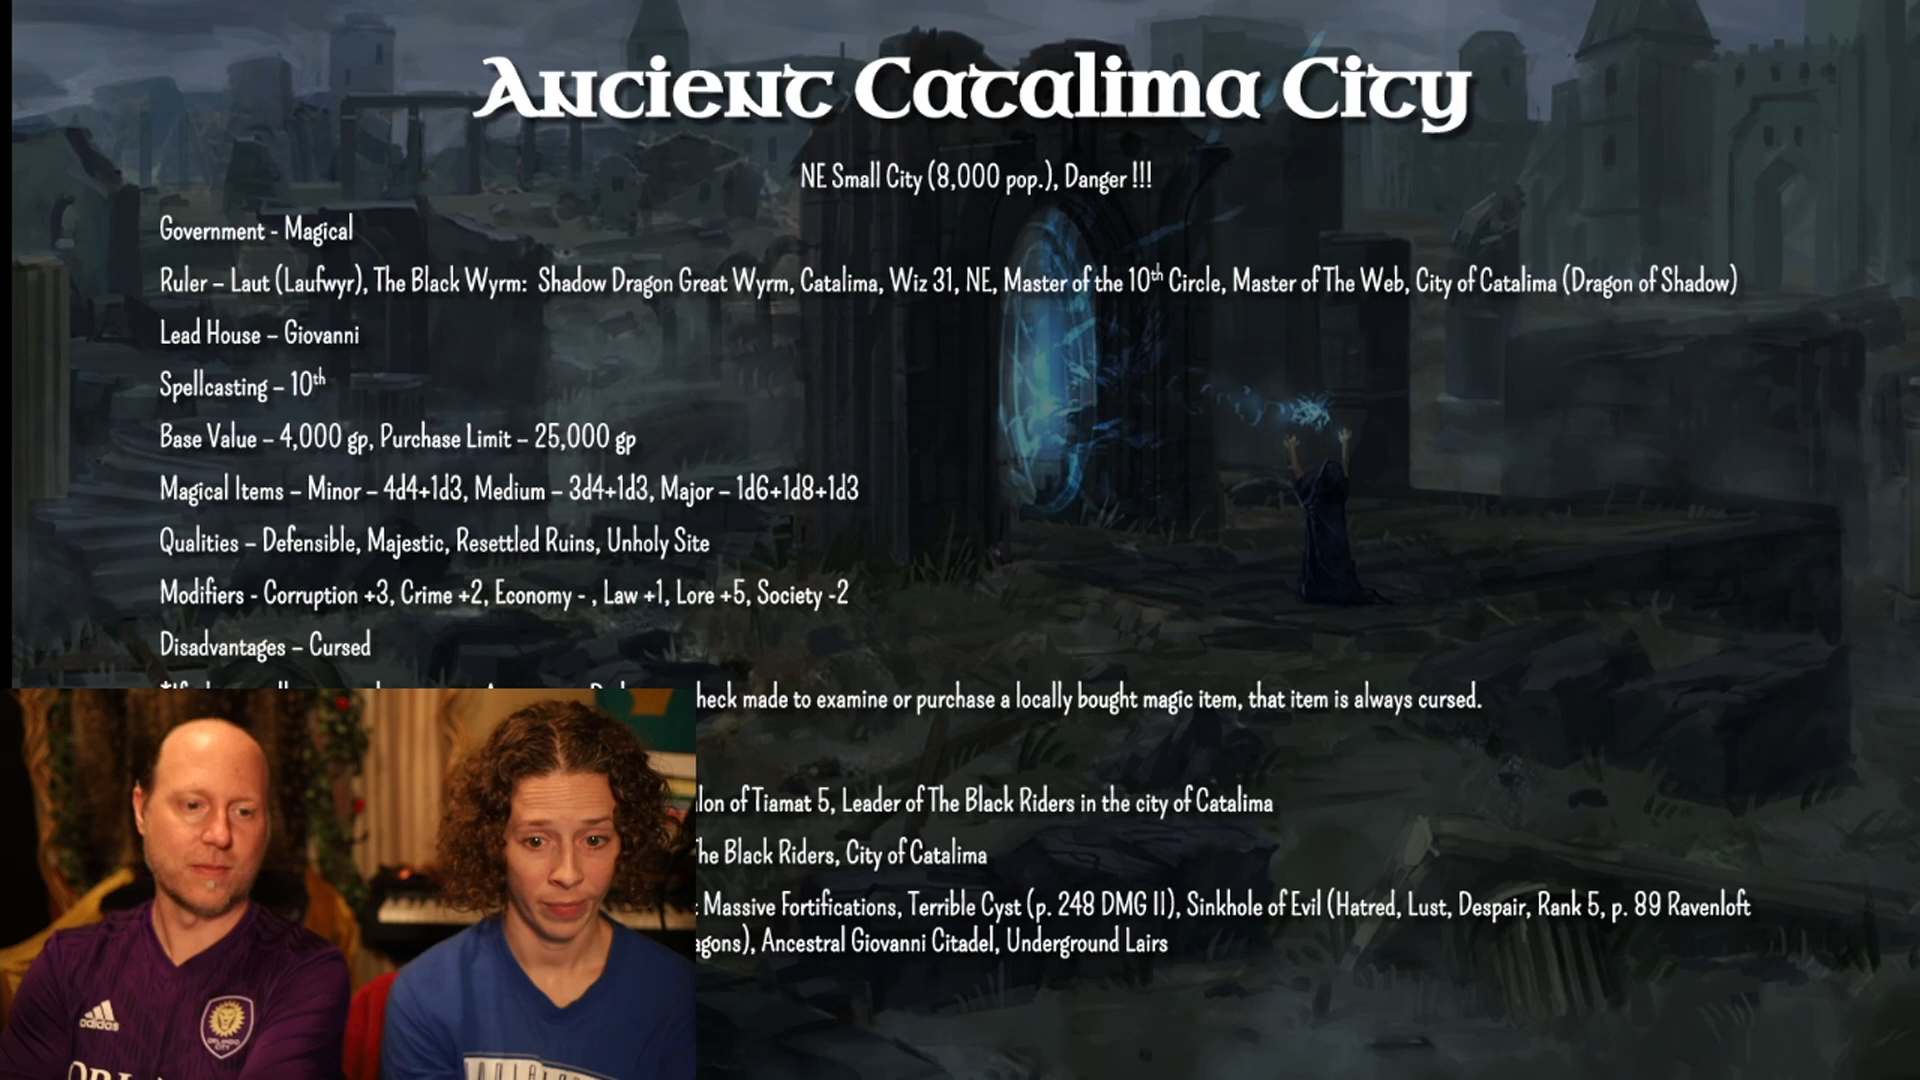 Ancient Catalima City
NE Small City (8,000 pop.), Danger !!!
Government - Magical
Ruler – Laut (Laufwyr), The Black Wyrm: Shadow Dragon Great Wyrm, Catalima, Wiz 31, NE, Master of the 10th Circle, Master of The Web, City of Catalima (Dragon of Shadow)
Lead House – Giovanni
Spellcasting – 10th
Base Value – 4,000 gp, Purchase Limit – 25,000 gp
Magical Items – Minor – 4d4+1d3, Medium – 3d4+1d3, Major – 1d6+1d8+1d3
Qualities – Defensible, Majestic, Resettled Ruins, Unholy Site
Modifiers - Corruption +3, Crime +2, Economy - , Law +1, Lore +5, Society -2
Disadvantages – Cursed
made to examine or purchase a locally bought magic item, that item is always cursed.
of Tiamat 5, Leader of The Black Riders in the city of Catalima
The Black Riders, City of Catalima
: Massive Fortifications, Terrible Cyst (p. 248 DMG II), Sinkhole of Evil (Hatred, Lust, Despair, Rank 5, p. 89 Ravenloft
Ancestral Giovanni Citadel, Underground Lairs
adidas
ORLANDO
CITY